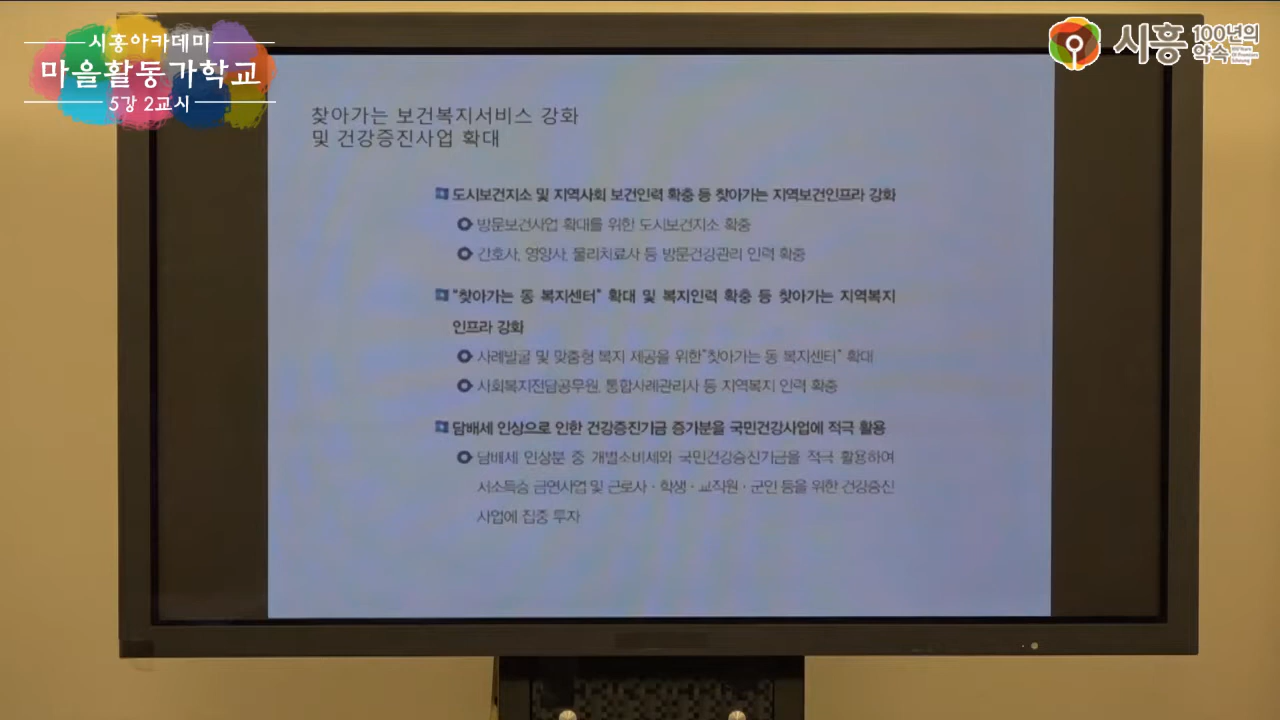 시흥아카데미
마을활동가학교
5강 2교시
시흥 100년의 약속
찾아가는 보건복지서비스 강화
및 건강증진사업 확대
도시보건지소 및 지역사회 보건인력 확충 등 찾아가는 지역보건인프라 강화
방문보건사업 확대를 위한 도시보건지소 확충
간호사, 영양사, 물리치료사 등 방문건강관리 인력 확충
"찾아가는 동 복지센터" 확대 및 복지인력 확충 등 찾아가는 지역복지
인프라 강화
사례발굴 및 맞춤형 복지 제공을 위한"찾아가는 동 복지센터" 확대
사회복지전담공무원, 통합사례관리사 등 지역복지 인력 확충
담배세 인상으로 인한 건강증진기금 증가분을 국민건강사업에 적극 활용
담배세 인상분 중 개별소비세와 국민건강증진기금을 적극 활용하여
저소득층 금연사업 및 근로자 · 학생 · 교직원 · 군인 등을 위한 건강증진
사업에 집중 투자